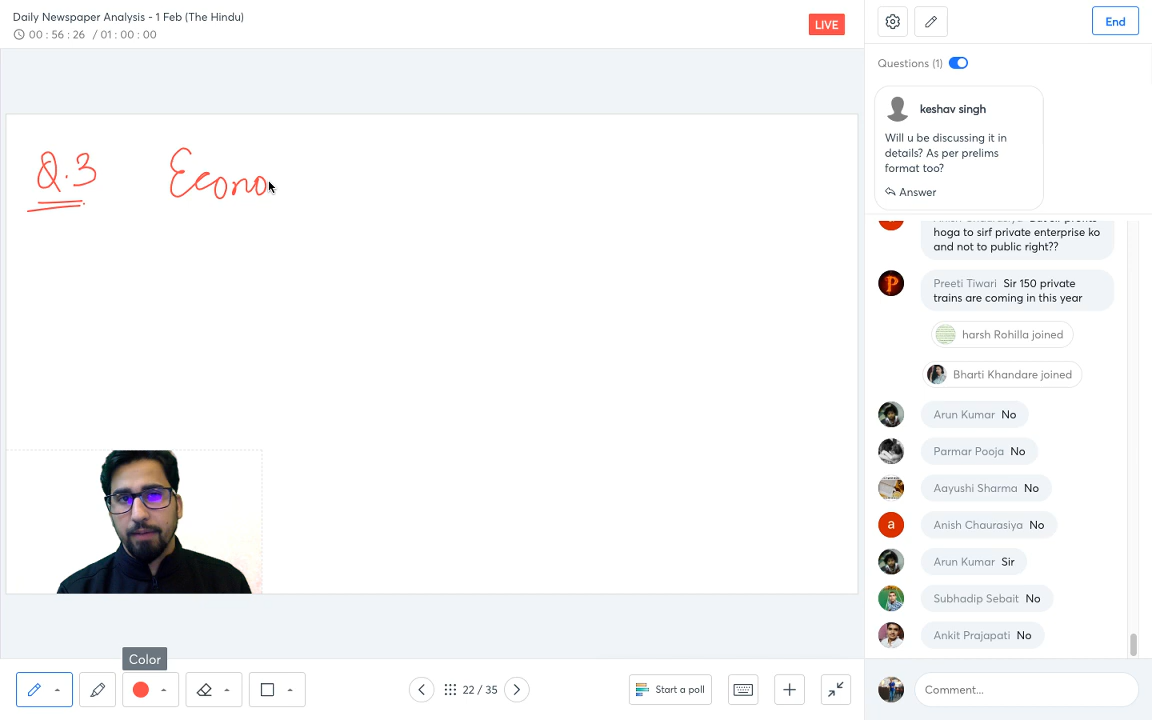 Daily Newspaper Analysis - 1 Feb (The Hindu)
00 : 56 : 26 / 01 : 00 : 00
LIVE
End
Questions (1)
keshav singh
Will u be discussing it in
details? As per prelims
format too?
Answer
Q.3 Econo
hoga to sirf private enterprise ko
and not to public right??
Preeti Tiwari Sir 150 private
trains are coming in this year
harsh Rohilla joined
Bharti Khandare joined
Arun Kumar No
Parmar Pooja No
Aayushi Sharma No
a Anish Chaurasiya No
Arun Kumar Sir
Subhadip Sebait No
Ankit Prajapati No
Color
22 / 35
Start a poll
Comment...